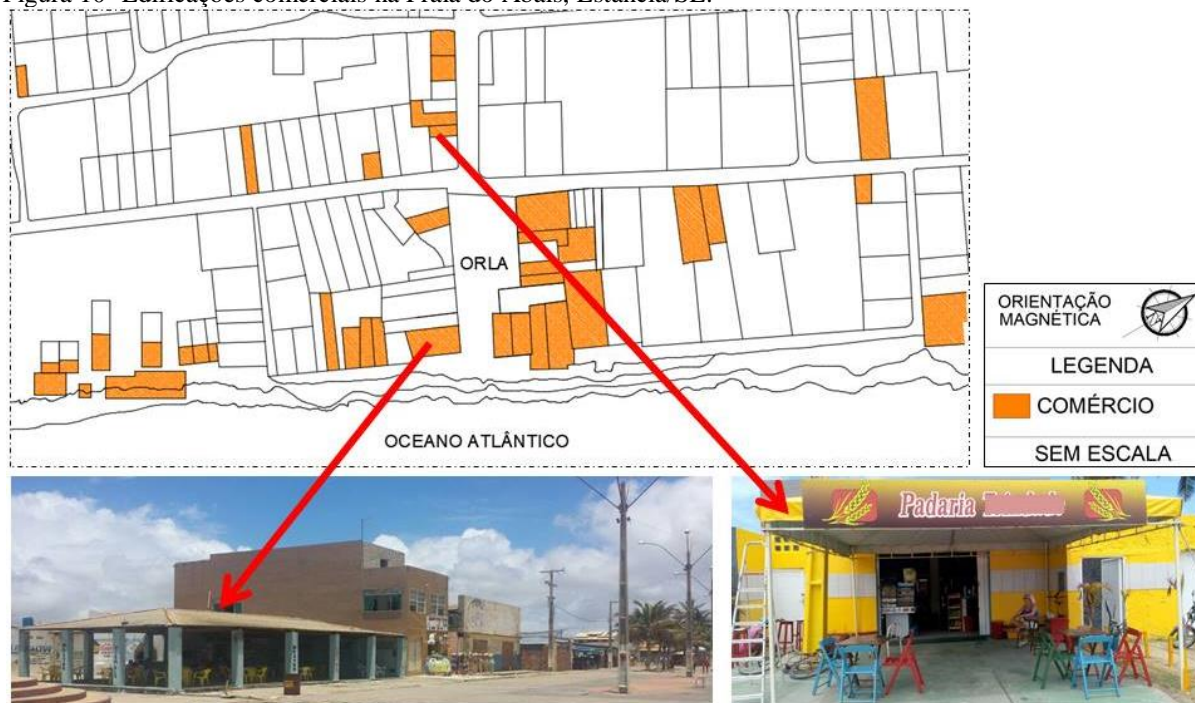 Figura 10- Edificações comerciais na Praia do Abaís, Estância/SE.
ORLA
OCEANO ATLÂNTICO
ORIENTAÇÃO
MAGNÉTICA
LEGENDA
COMÉRCIO
SEM ESCALA
Padaria